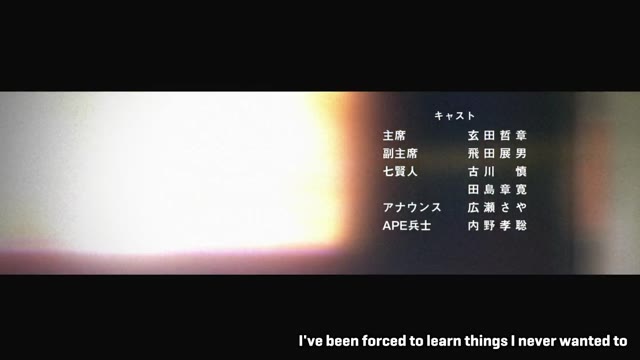 キャスト
主席 玄田哲章
副主席 飛田展男
七賢人 古川 慎
田島章寛
アナウンス 広瀬さや
APE兵士 内野孝聡
I've been forced to learn things I never wanted to